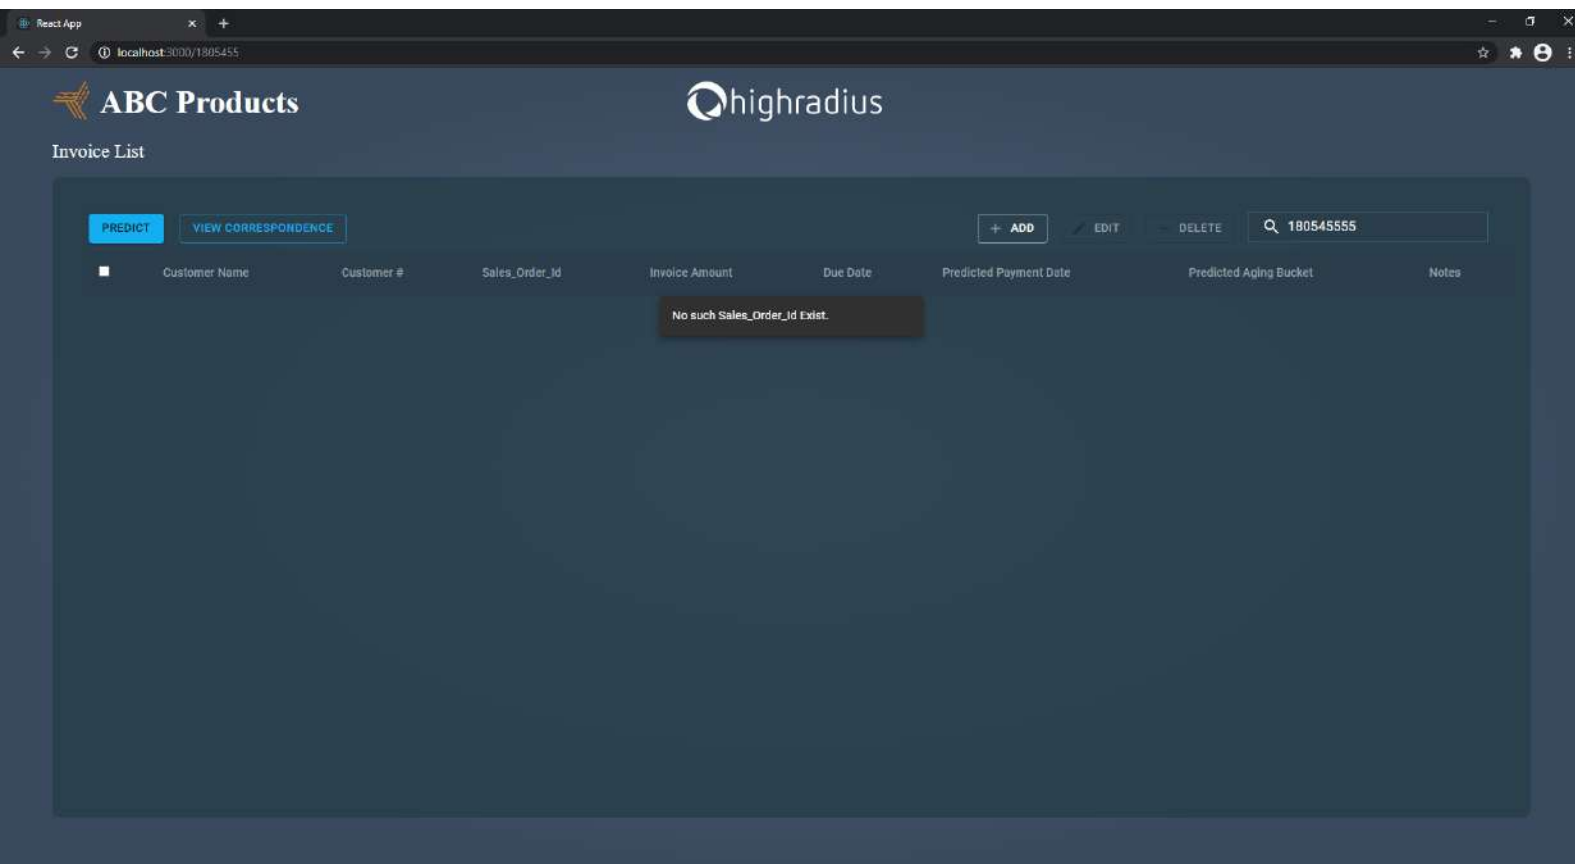 React App
localhost:3000/1805455
ABC Products
highradius
Invoice List
PREDICT
VIEW CORRESPONDENCE
ADD
EDIT
DELETE
180545555
Customer Name Customer # Sales_Order_Id Invoice Amount Due Date Predicted Payment Date Predicted Aging Bucket Notes
No such Sales_Order_Id Exist.